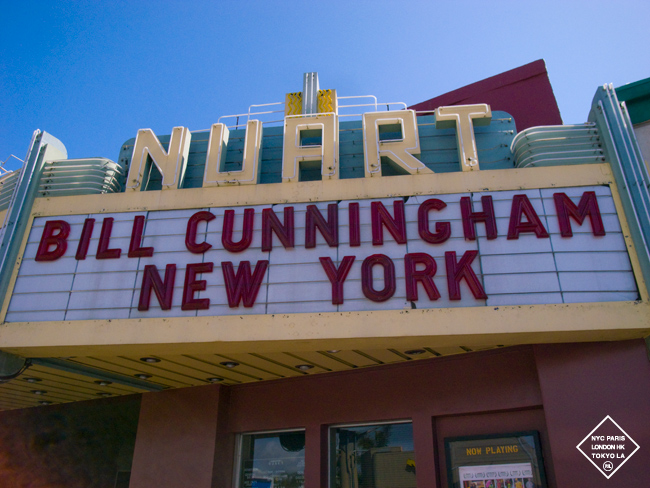 NUART
BILL CUNNINGHAM
NEW YORK
NOW PLAYING
NYC PARIS
LONDON HK
TOKYO LA